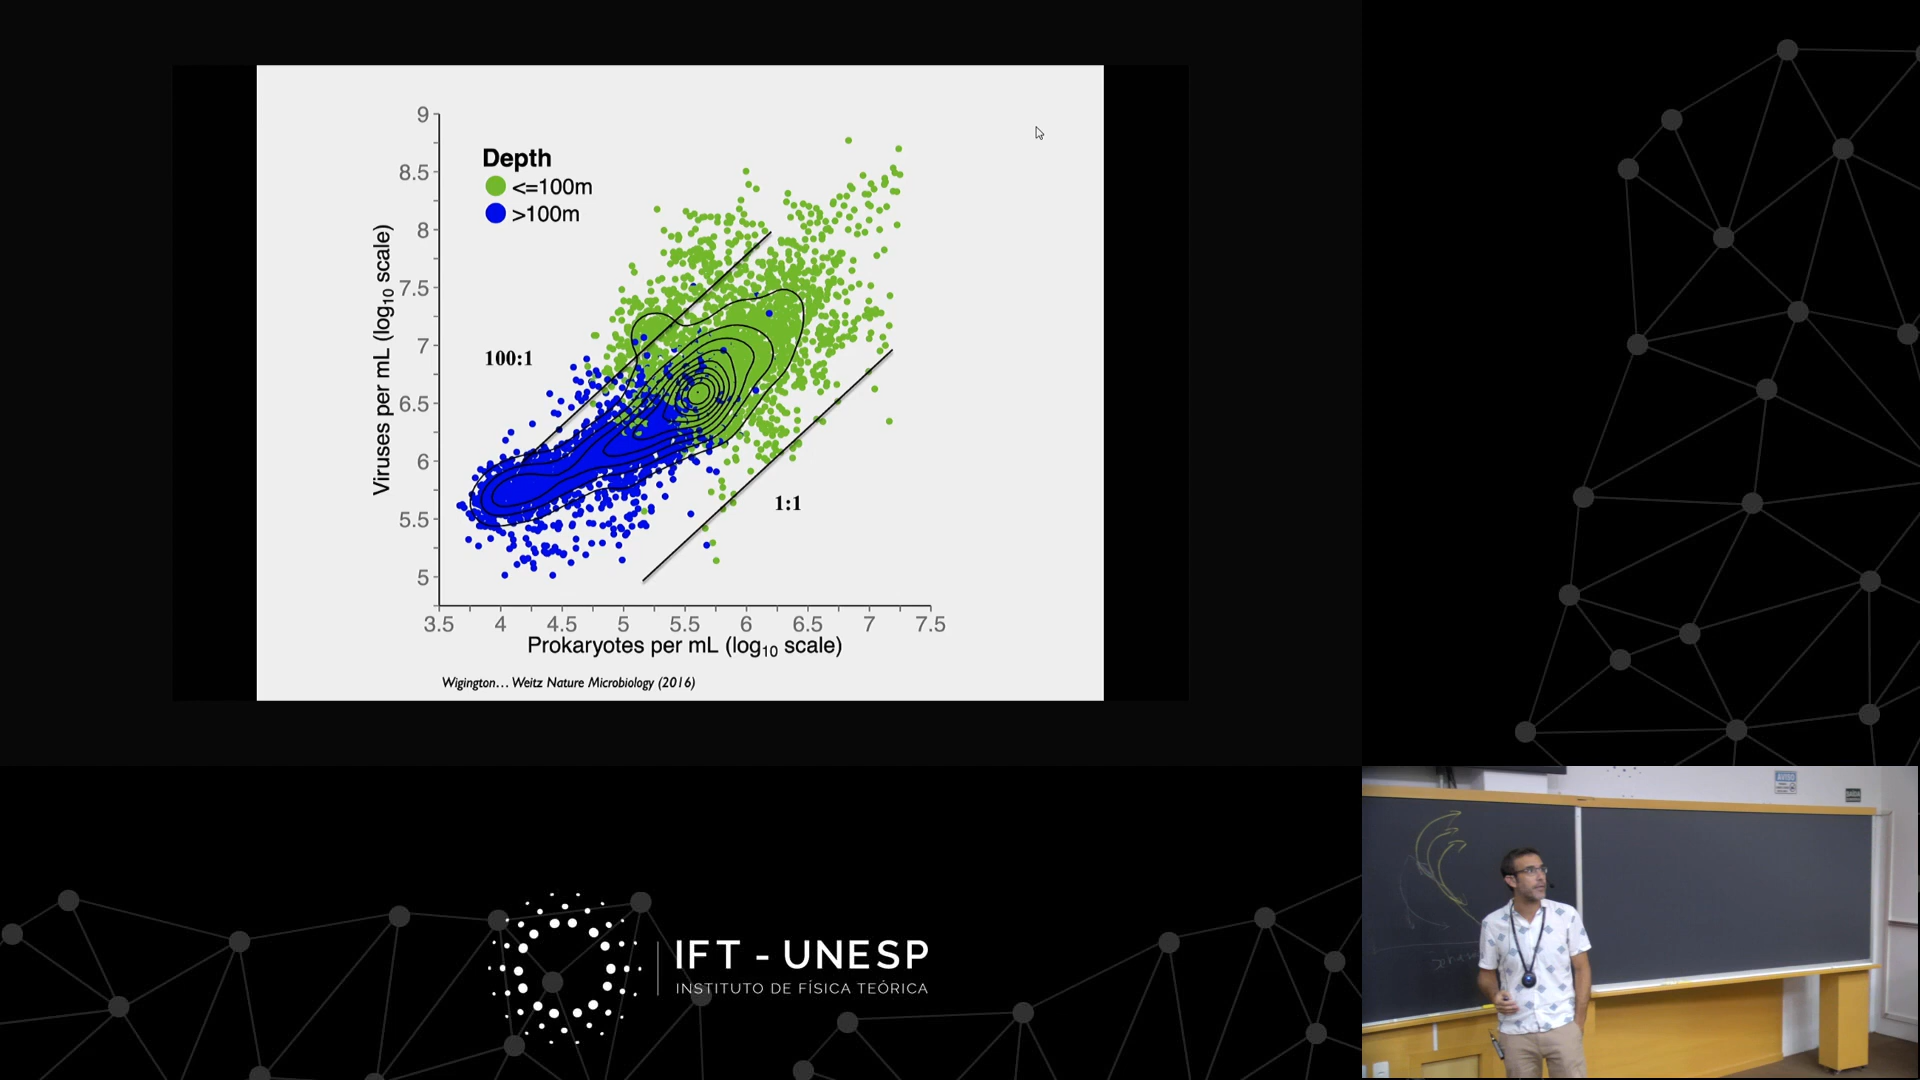 9
8.5
8
7.5
7
6.5
6
5.5
5
Viruses per mL (log10 scale)
Depth
<=100m
>100m
100:1
1:1
3.5 4 4.5 5 5.5 6 6.5 7 7.5
Prokaryotes per mL (log10 scale)
Wigington... Weitz Nature Microbiology (2016)
IFT - UNESP
INSTITUTO DE FÍSICA TEÓRICA
AVISO